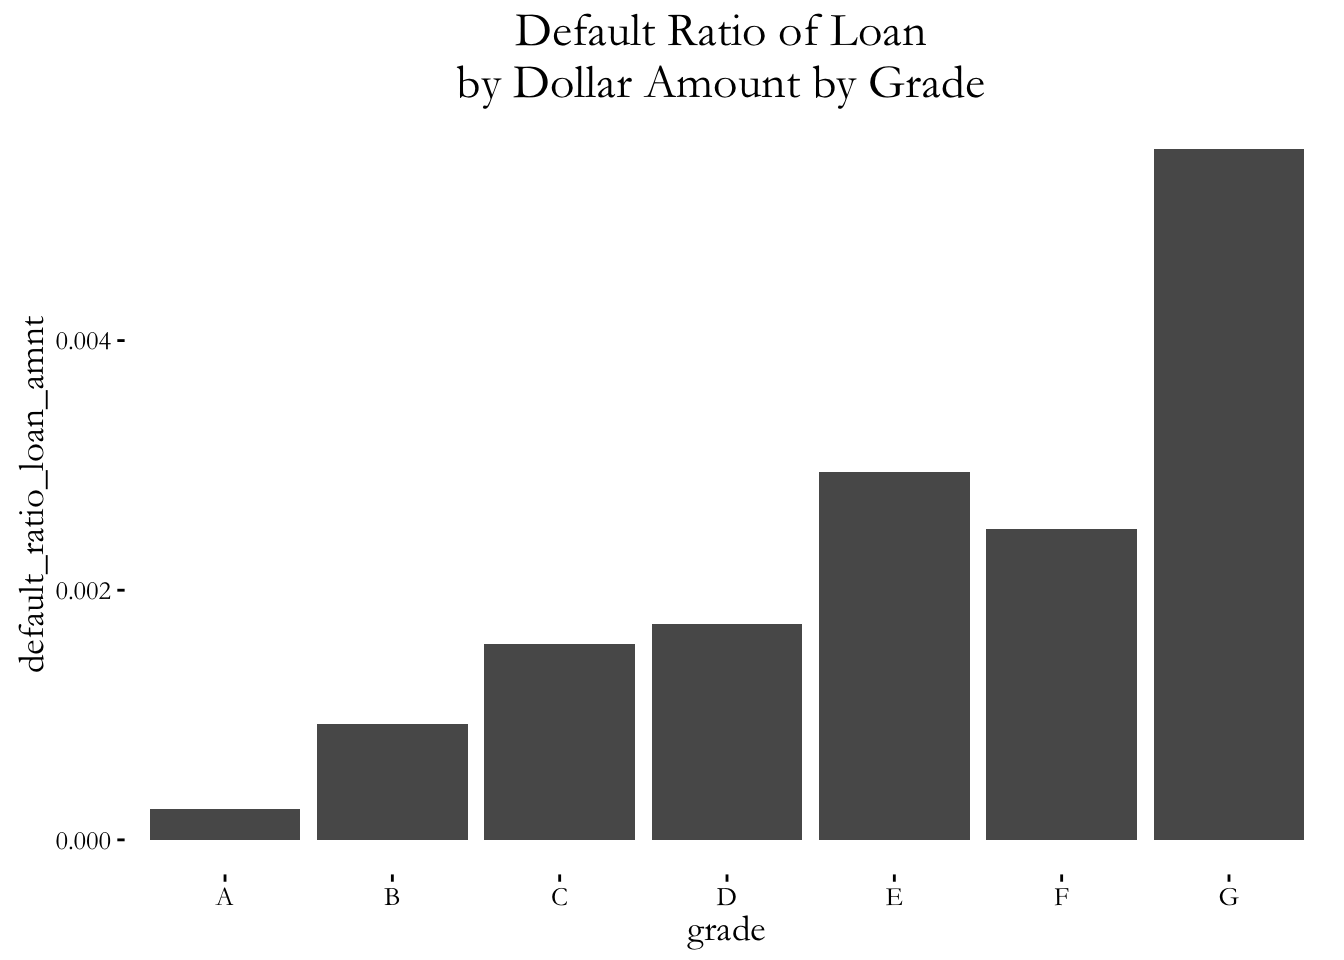 Default Ratio of Loan
by Dollar Amount by Grade
default_ratio_loan_amnt
0.004
0.002
0.000
A B C D E F G
grade